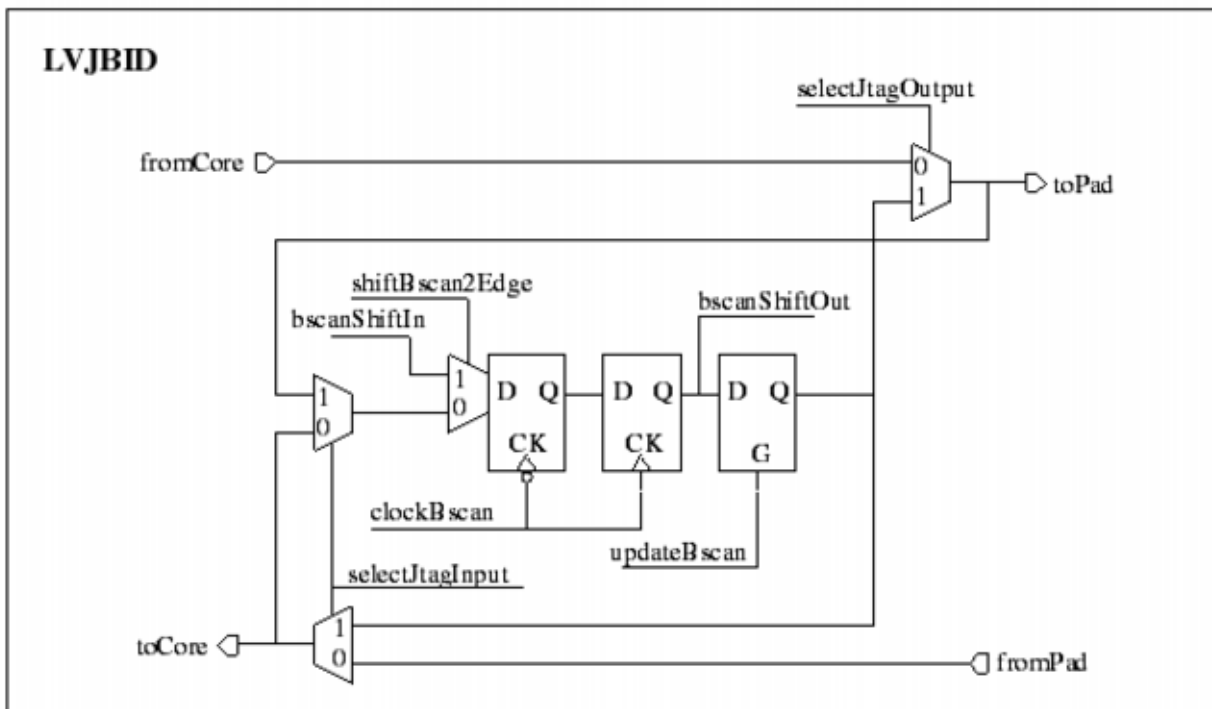 LVJBID
selectJtagOutput
fromCore
0
toPad
1
shiftBscan2Edge
bscanShiftOut
bscanShiftIn
1
0
D Q
D Q
D Q
1
0
CK
CK
G
clockBscan
updateBscan
selectJtagInput
toCore
1
0
fromPad